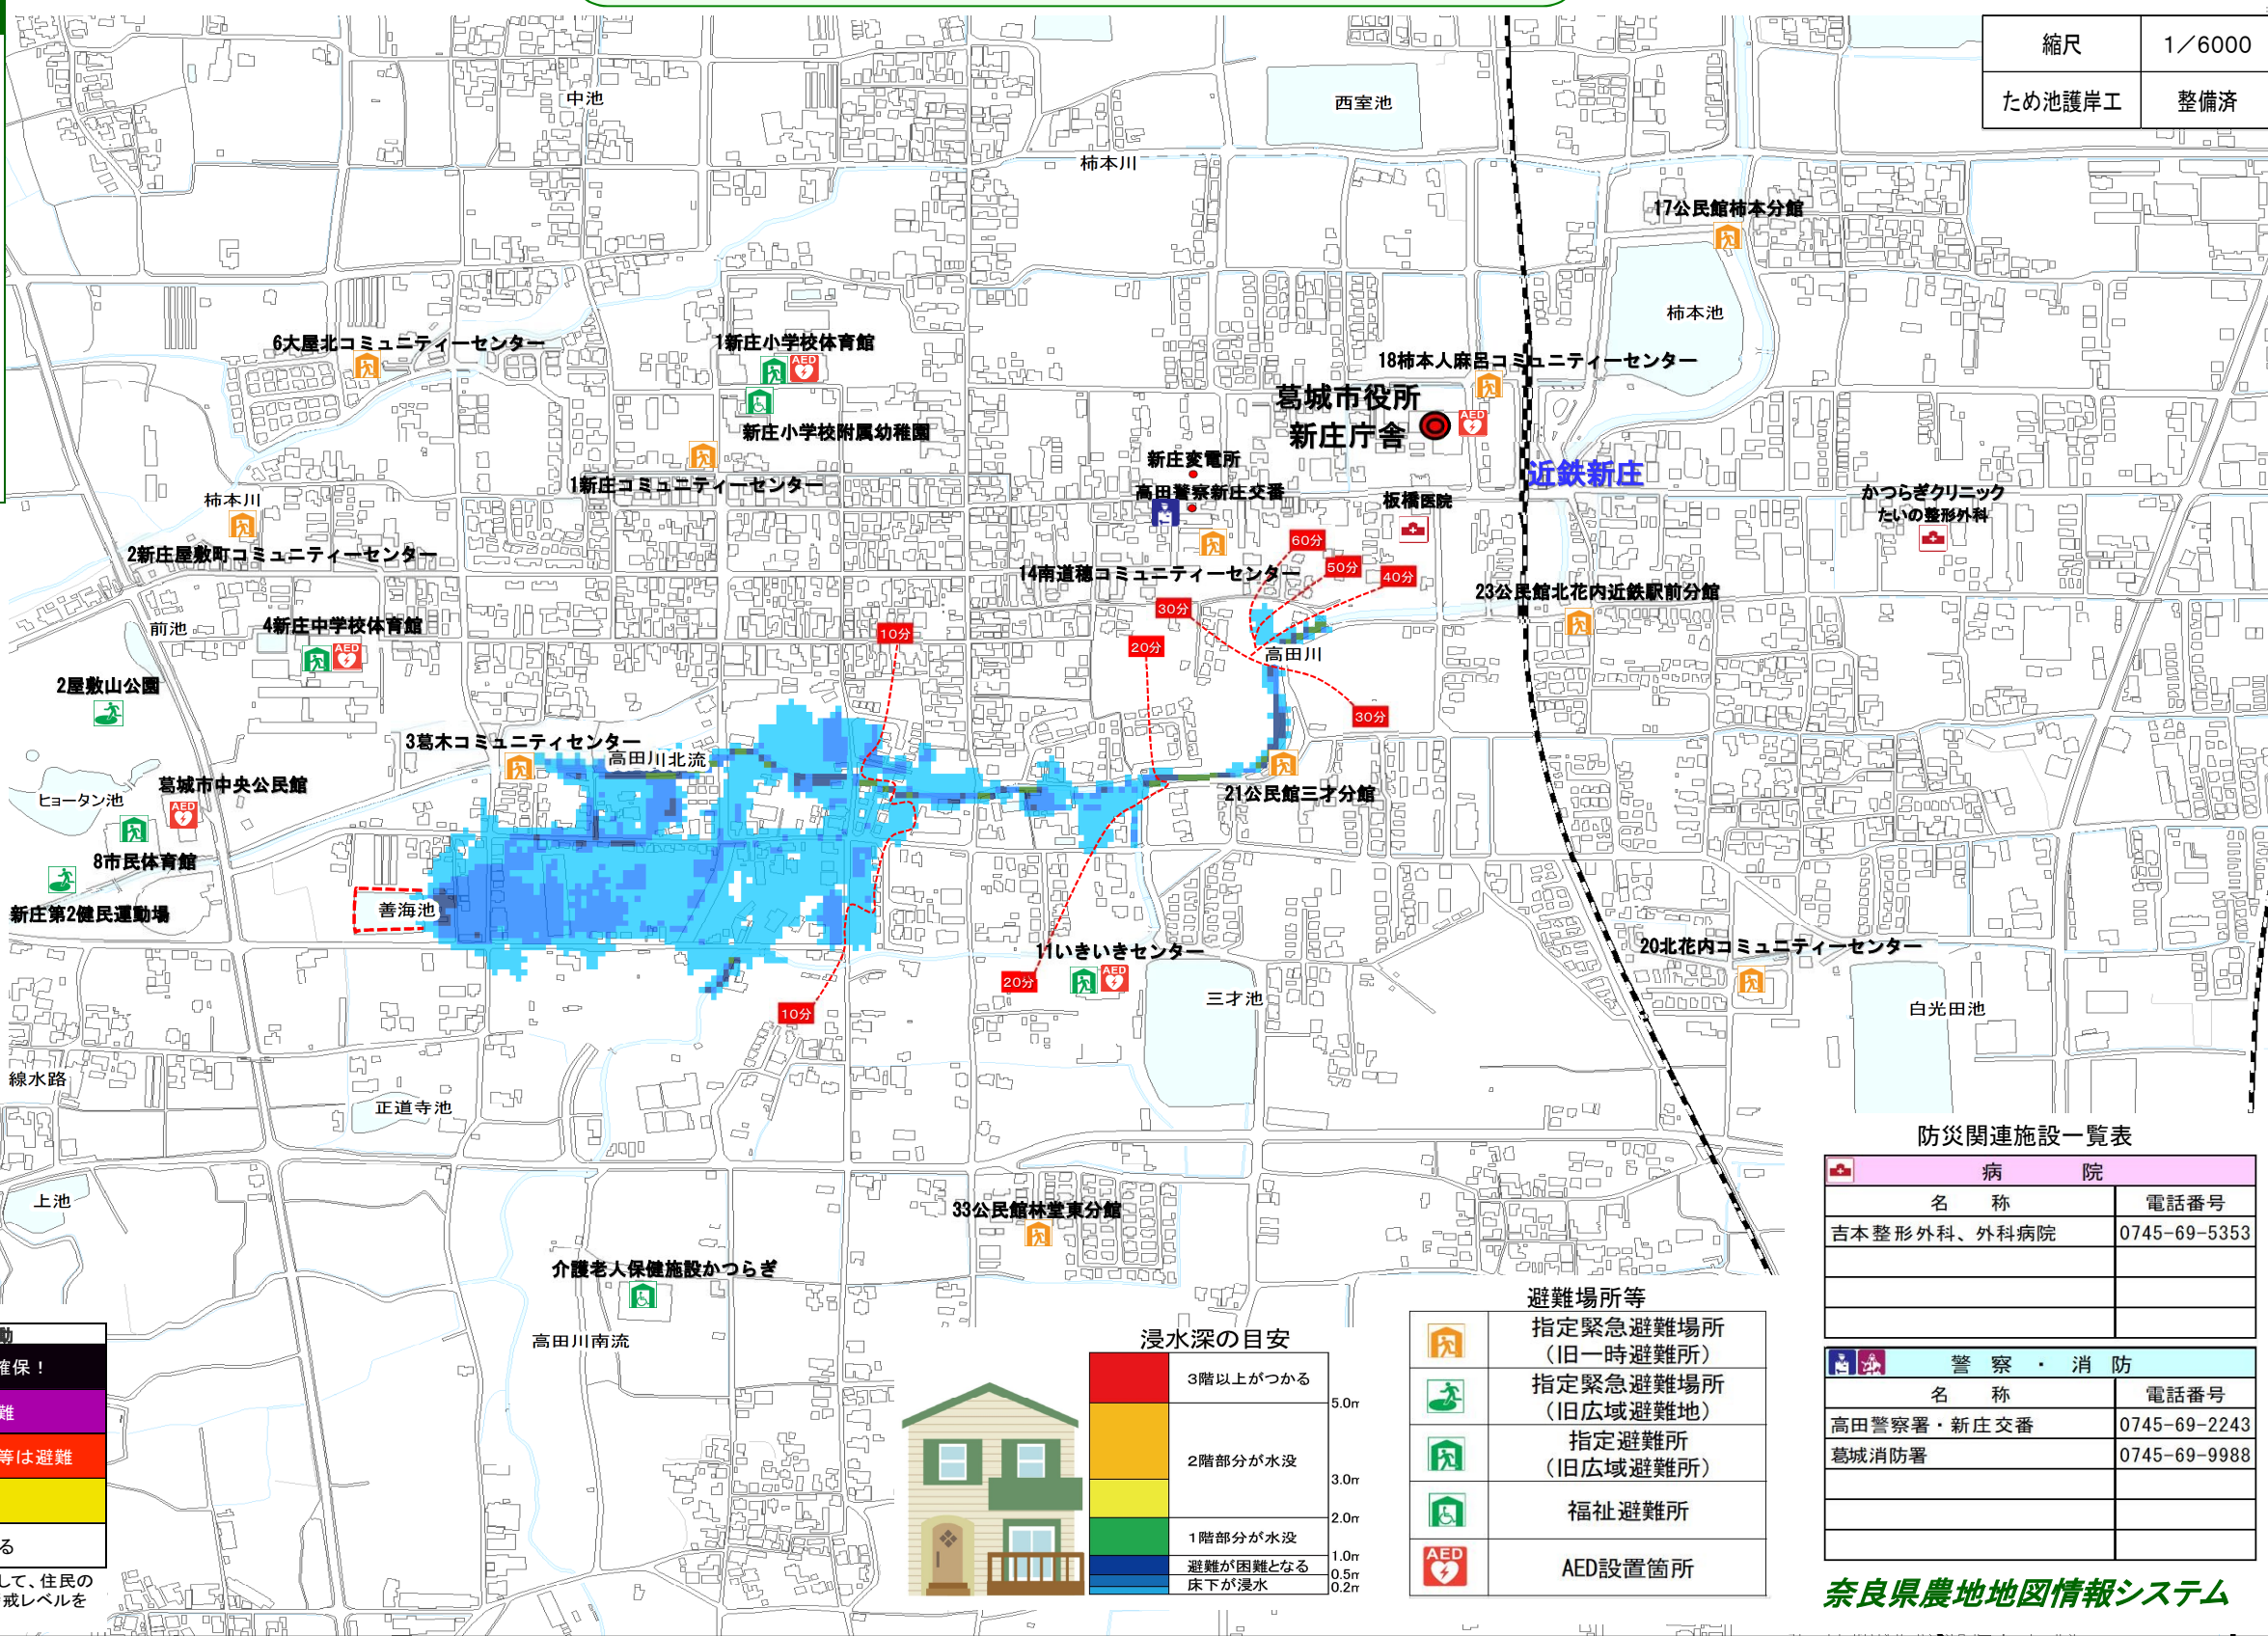 縮尺 1／6000
ため池護岸工 整備済
中池
西室池
柿本川
17公民館柿本分館
柿本池
6大屋北コミュニティーセンター
1新庄小学校体育館
AED
18柿本人麻呂コミュニティーセンター
葛城市役所
新庄庁舎
AED
新庄小学校附属幼稚園
新庄変電所
近鉄新庄
1新庄コミュニティーセンター
高田警察新庄交番
板橋医院
かつらぎクリニック
たいの整形外科
柿本川
2新庄屋敷町コミュニティーセンター
60分
50分
40分
14南道穂コミュニティーセンター
23公民館北花内近鉄駅前分館
30分
前池
4新庄中学校体育館
AED
10分
20分
高田川
2屋敷山公園
30分
3葛木コミュニティセンター
高田川北流
葛城市中央公民館
ヒョータン池
AED
21公民館三才分館
8市民体育館
新庄第2健民運動場
善海池
11いきいきセンター
AED
20分
20北花内コミュニティーセンター
三才池
白光田池
10分
線水路
正道寺池
上池
33公民館林堂東分館
介護老人保健施設かつらぎ
高田川南流
動
確保！
難
等は避難
る
して、住民の
戒レベルを
浸水深の目安
3階以上がつかる
5.0m
2階部分が水没
3.0m
2.0m
1階部分が水没
1.0m
避難が困難となる
0.5m
床下が浸水
0.2m
避難場所等
指定緊急避難場所
（旧一時避難所）
指定緊急避難場所
（旧広域避難地）
指定避難所
（旧広域避難所）
福祉避難所
AED AED設置箇所
防災関連施設一覧表
病 院
名 称 電話番号
吉本整形外科、外科病院 0745-69-5353
警 察 ・ 消 防
名 称 電話番号
高田警察署・新庄交番 0745-69-2243
葛城消防署 0745-69-9988
奈良県農地地図情報システム